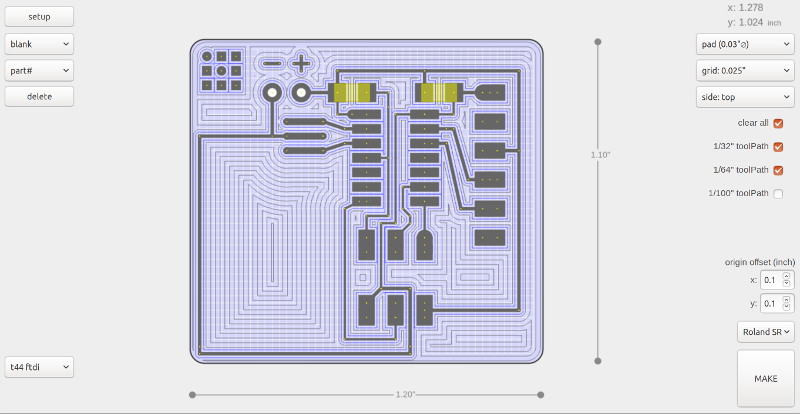 setup
blank
part#
delete
t44 ftdi
x: 1.278
y: 1.024 inch
pad (0.03"⌀)
grid: 0.025"
side: top
clear all
1/32" toolPath
1/64" toolPath
1/100" toolPath
origin offset (inch)
x: 0.1
y: 0.1
Roland SR
MAKE
1.10"
1.20"